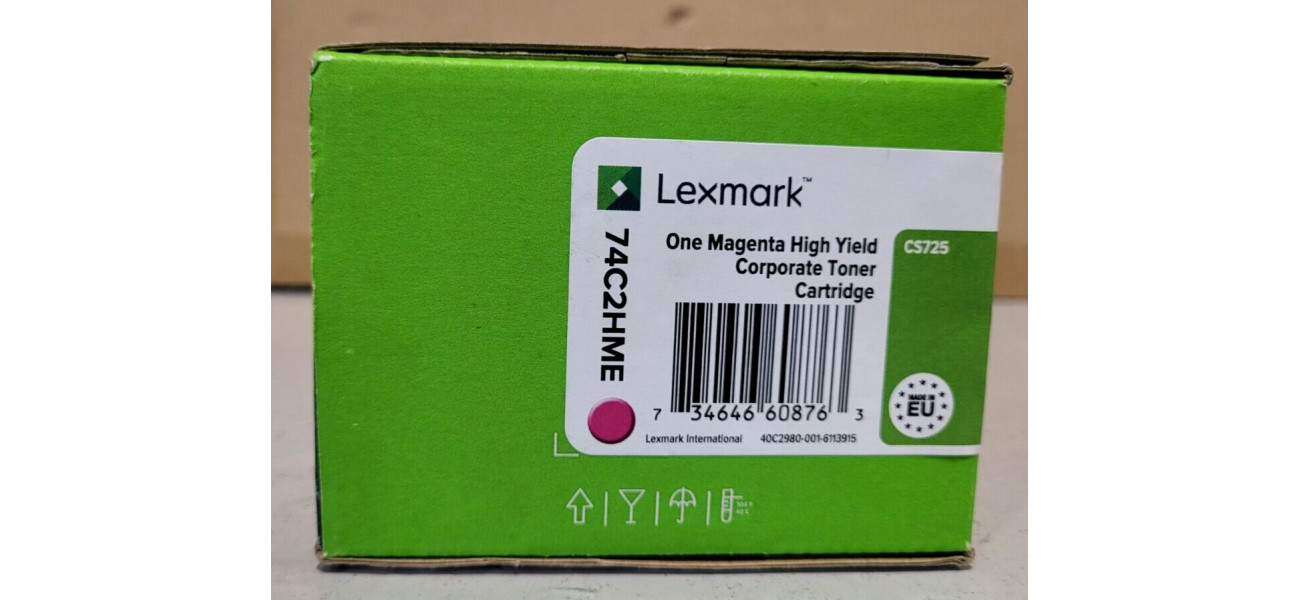 Lexmark™
74C2HME
One Magenta High Yield
Corporate Toner
Cartridge
CS725
MADE IN
EU
7 34646 60876 3
Lexmark International 40C2980-001-6113915